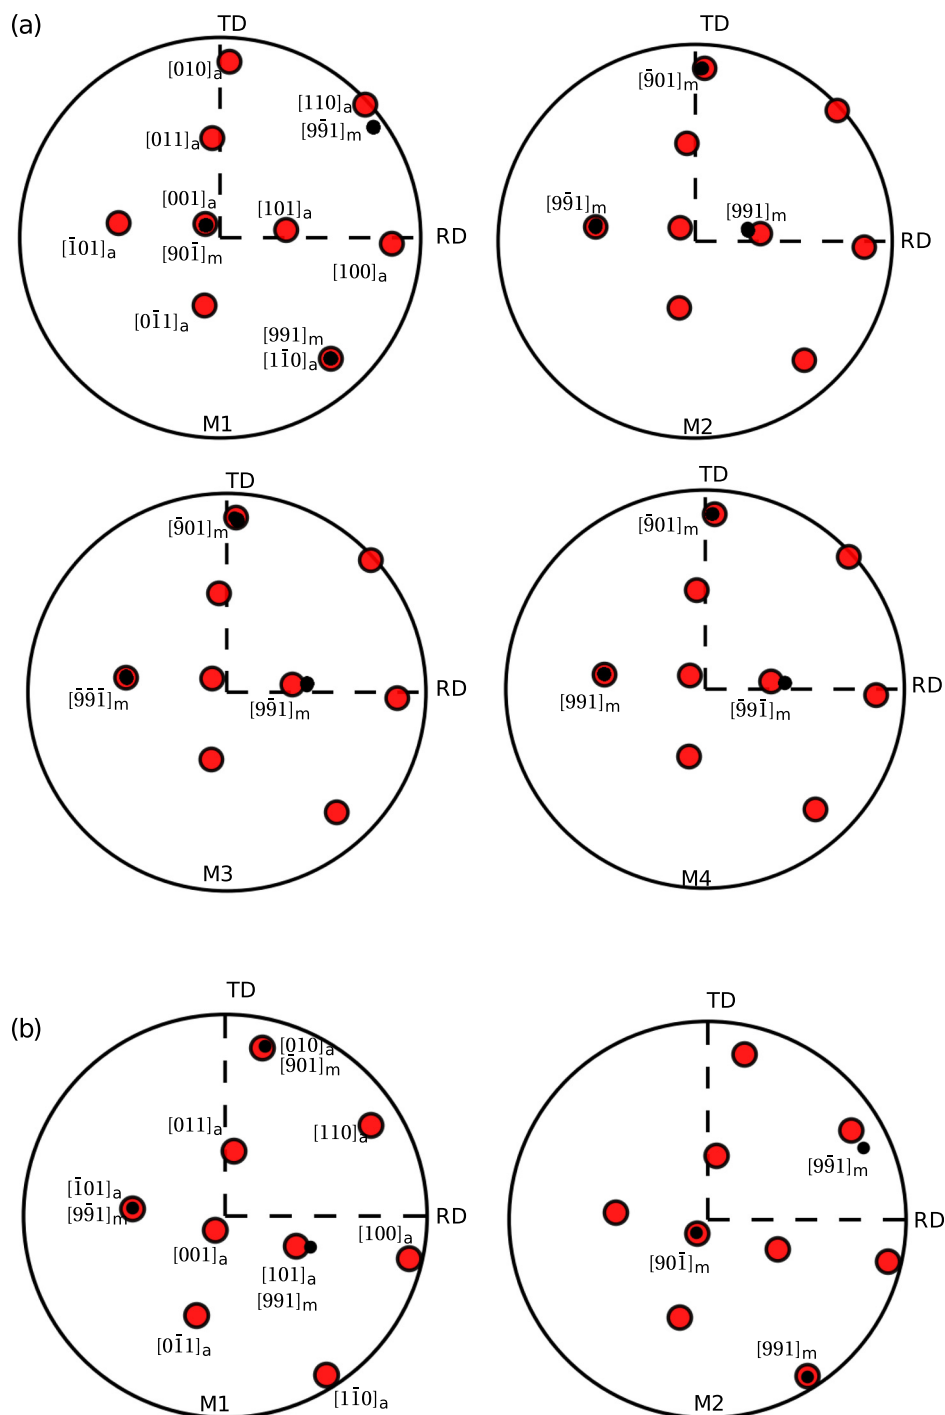 (a)
TD
TD
[010]ₐ
[9̄01]ₘ
[110]ₐ
[99̄1]ₘ
[011]ₐ
[001]ₐ
[101]ₐ
[99̄1]ₘ
[991]ₘ
RD
RD
[1̄01]ₐ
[901̄]ₘ
[100]ₐ
[01̄1]ₐ
[991]ₘ
[11̄0]ₐ
M1
M2
TD
TD
[9̄01]ₘ
[9̄01]ₘ
RD
RD
[9̄9̄1̄]ₘ
[99̄1]ₘ
[991]ₘ
[9̄91̄]ₘ
M3
M4
TD
TD
(b)
[010]ₐ
[9̄01]ₘ
[011]ₐ
[110]ₐ
[99̄1]ₘ
[1̄01]ₐ
[99̄1]ₘ
RD
RD
[001]ₐ
[100]ₐ
[901̄]ₘ
[101]ₐ
[991]ₘ
[01̄1]ₐ
[991]ₘ
[11̄0]ₐ
M1
M2